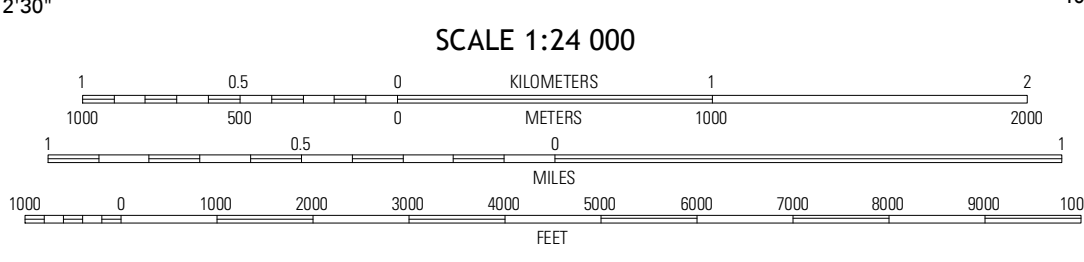 2'30"
SCALE 1:24 000
1 0.5 0 KILOMETERS 1 2
1000 500 0 METERS 1000 2000
1 0.5 0 1
MILES
1000 0 1000 2000 3000 4000 5000 6000 7000 8000 9000 100
FEET